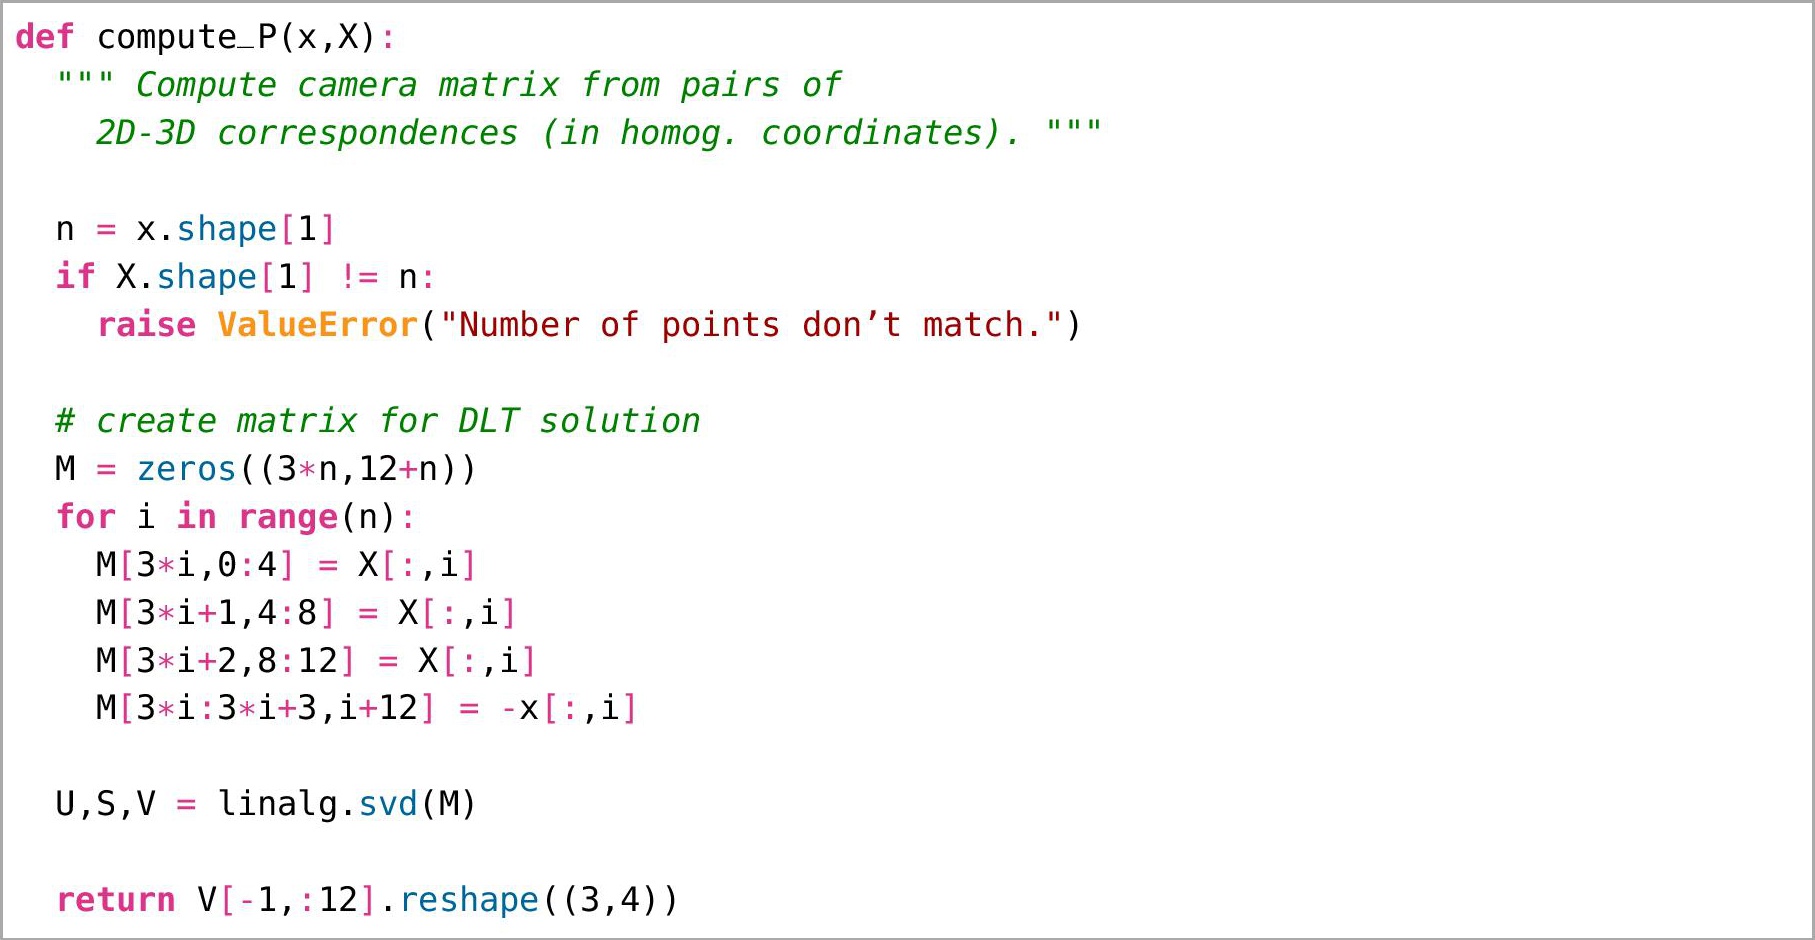 def compute_P(x,X):
  """ Compute camera matrix from pairs of
    2D-3D correspondences (in homog. coordinates). """

  n = x.shape[1]
  if X.shape[1] != n:
    raise ValueError("Number of points don’t match.")

  # create matrix for DLT solution
  M = zeros((3*n,12+n))
  for i in range(n):
    M[3*i,0:4] = X[:,i]
    M[3*i+1,4:8] = X[:,i]
    M[3*i+2,8:12] = X[:,i]
    M[3*i:3*i+3,i+12] = -x[:,i]

  U,S,V = linalg.svd(M)

  return V[-1,:12].reshape((3,4))